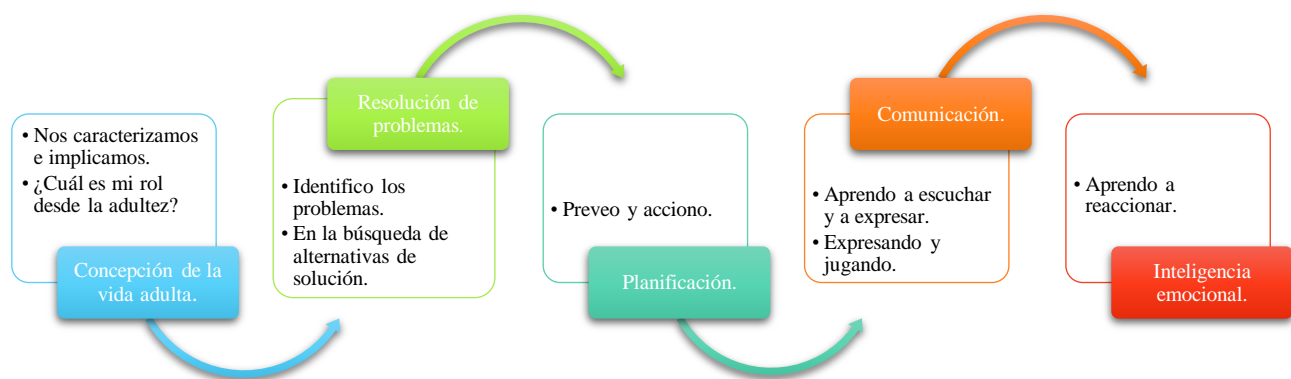 • Nos caracterizamos
e implicamos.
• ¿Cuál es mi rol
desde la adultez?
Concepción de la
vida adulta.
Resolución de
problemas.
• Identifico los
problemas.
• En la búsqueda de
alternativas de
solución.
• Preveo y acciono.
Planificación.
Comunicación.
• Aprendo a escuchar
y a expresar.
• Expresando y
jugando.
• Aprendo a
reaccionar.
Inteligencia
emocional.